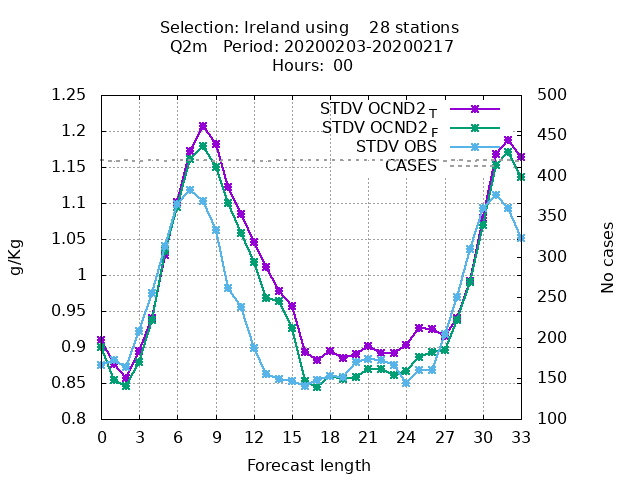 Selection: Ireland using    28 stations
Q2m   Period: 20200203-20200217
Hours:  00
1.25
1.2
1.15
1.1
1.05
1
0.95
0.9
0.85
0.8
g/Kg
STDV OCND2 T
STDV OCND2 F
STDV OBS
CASES
500
450
400
350
300
250
200
150
100
No cases
0 3 6 9 12 15 18 21 24 27 30 33
Forecast length